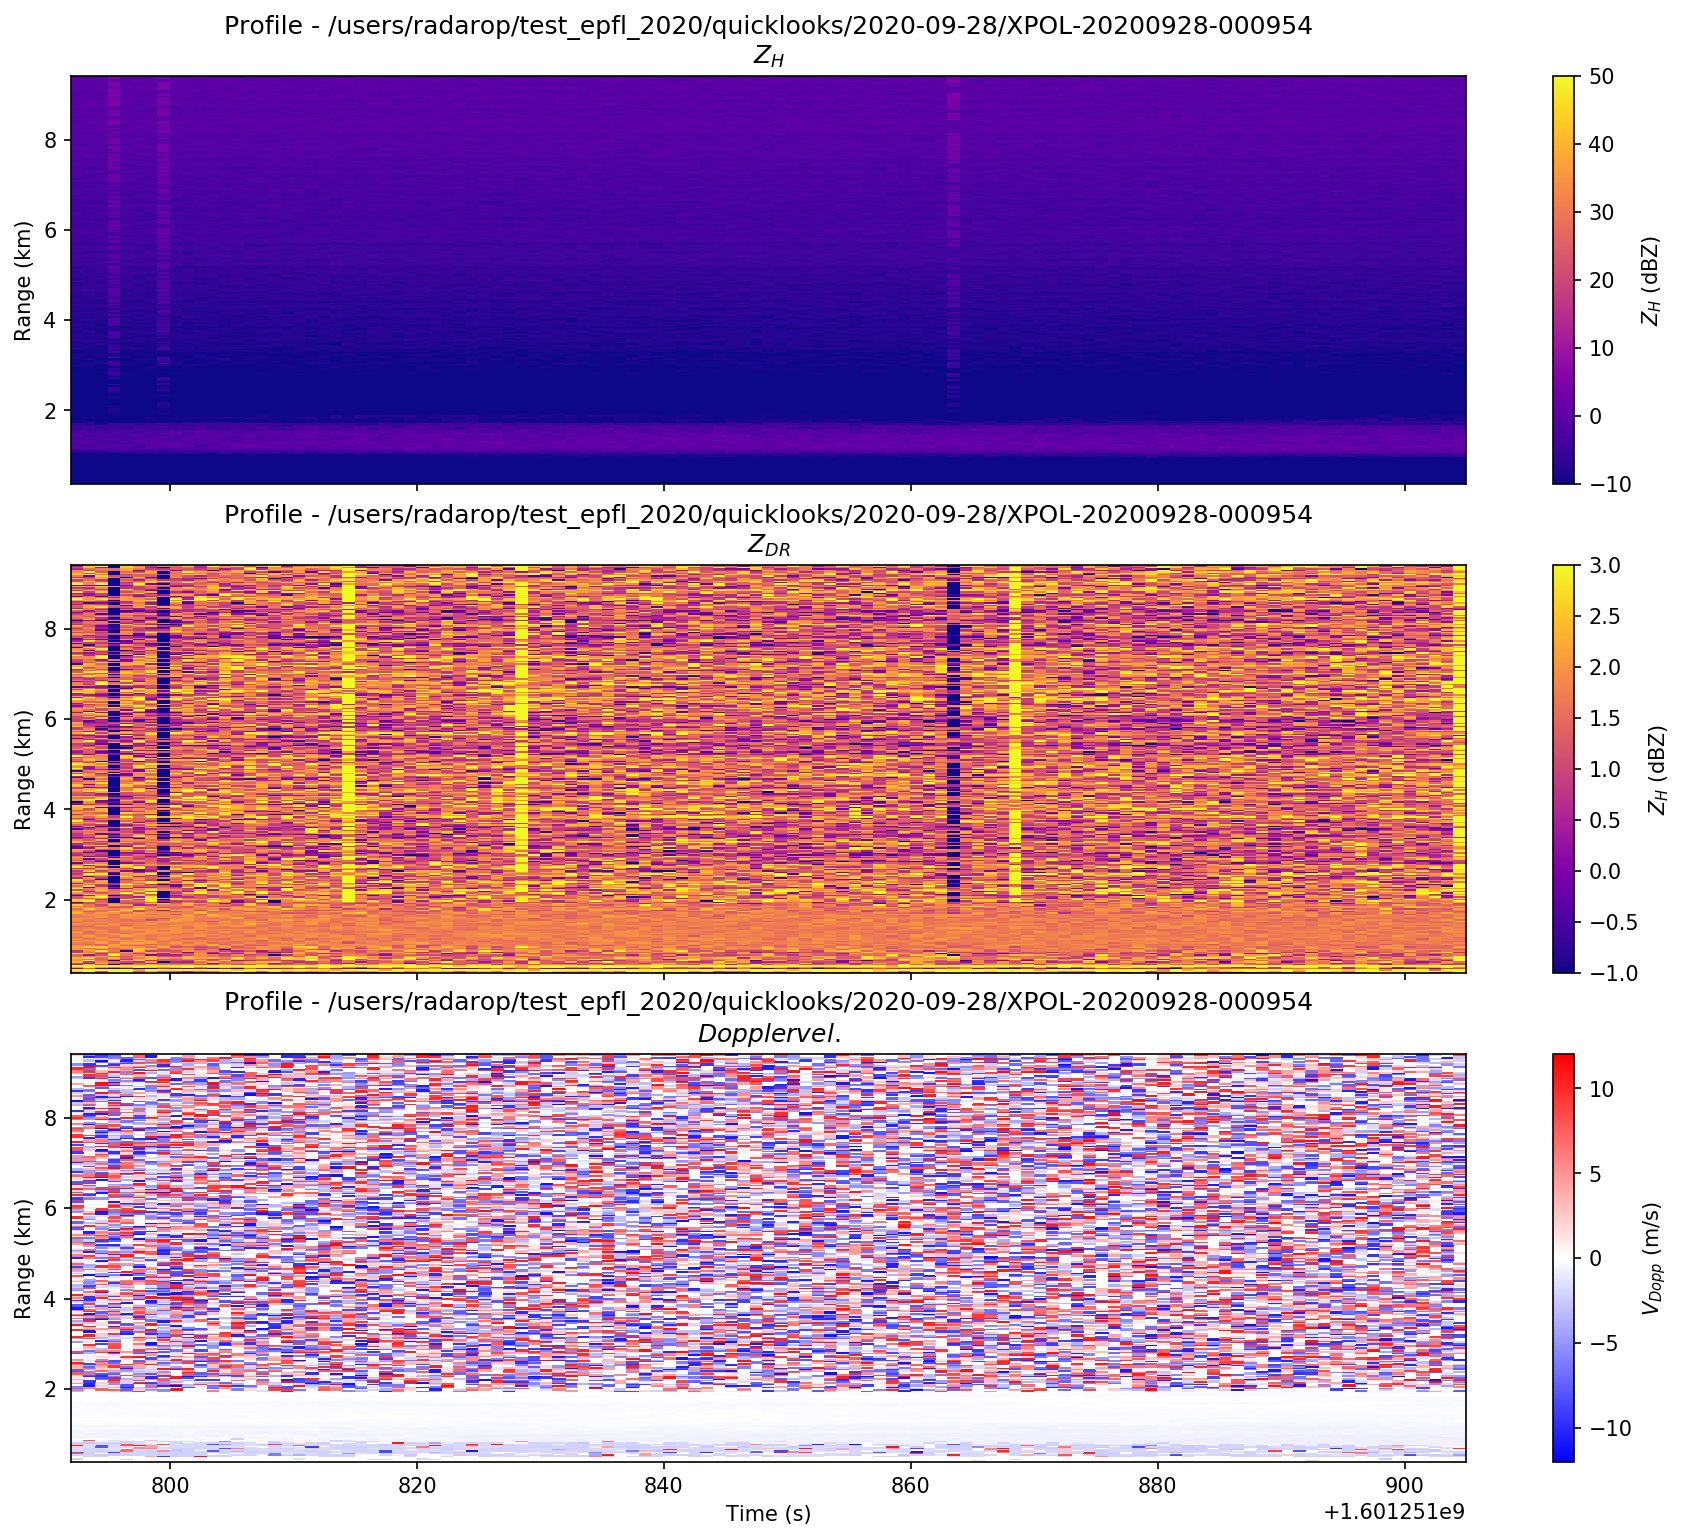 Profile - /users/radarop/test_epfl_2020/quicklooks/2020-09-28/XPOL-20200928-000954
Z_H
8
6
4
2
Range (km)
50
40
30
20
10
0
−10
Z_H (dBZ)
Profile - /users/radarop/test_epfl_2020/quicklooks/2020-09-28/XPOL-20200928-000954
Z_DR
8
6
4
2
Range (km)
3.0
2.5
2.0
1.5
1.0
0.5
0.0
−0.5
−1.0
Z_H (dBZ)
Profile - /users/radarop/test_epfl_2020/quicklooks/2020-09-28/XPOL-20200928-000954
Dopplervel.
8
6
4
2
Range (km)
10
5
0
−5
−10
V_Dopp (m/s)
800 820 840 860 880 900
Time (s)
+1.601251e9